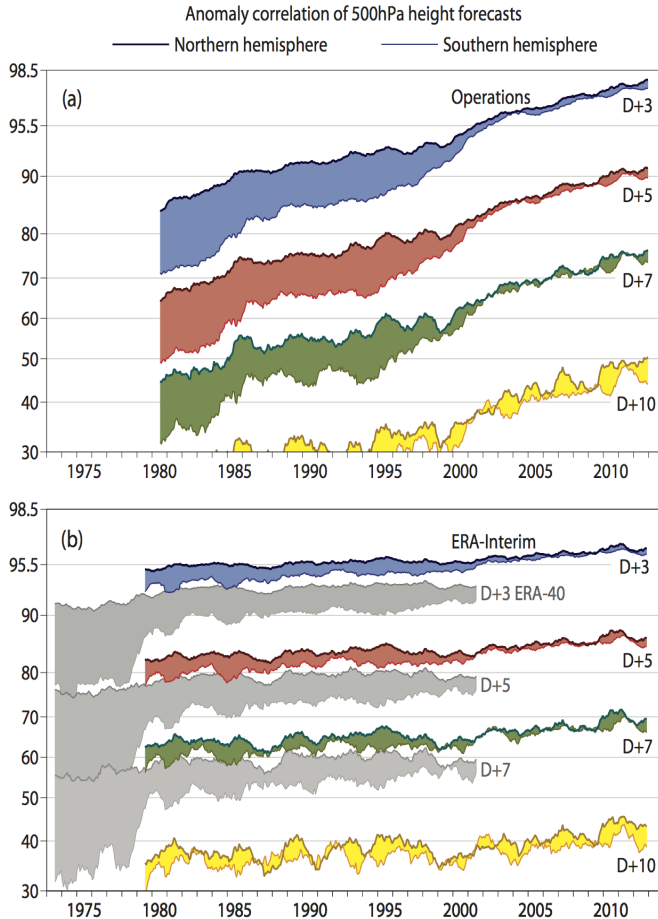 Anomaly correlation of 500hPa height forecasts
Northern hemisphere Southern hemisphere
98.5
(a)
Operations
D+3
95.5
90
D+5
80
70
D+7
60
50
40
D+10
30
1975 1980 1985 1990 1995 2000 2005 2010
98.5
(b)
ERA-Interim
95.5
D+3
D+3 ERA-40
90
80
D+5
D+5
70
D+7
60
D+7
50
40
D+10
30
1975 1980 1985 1990 1995 2000 2005 2010